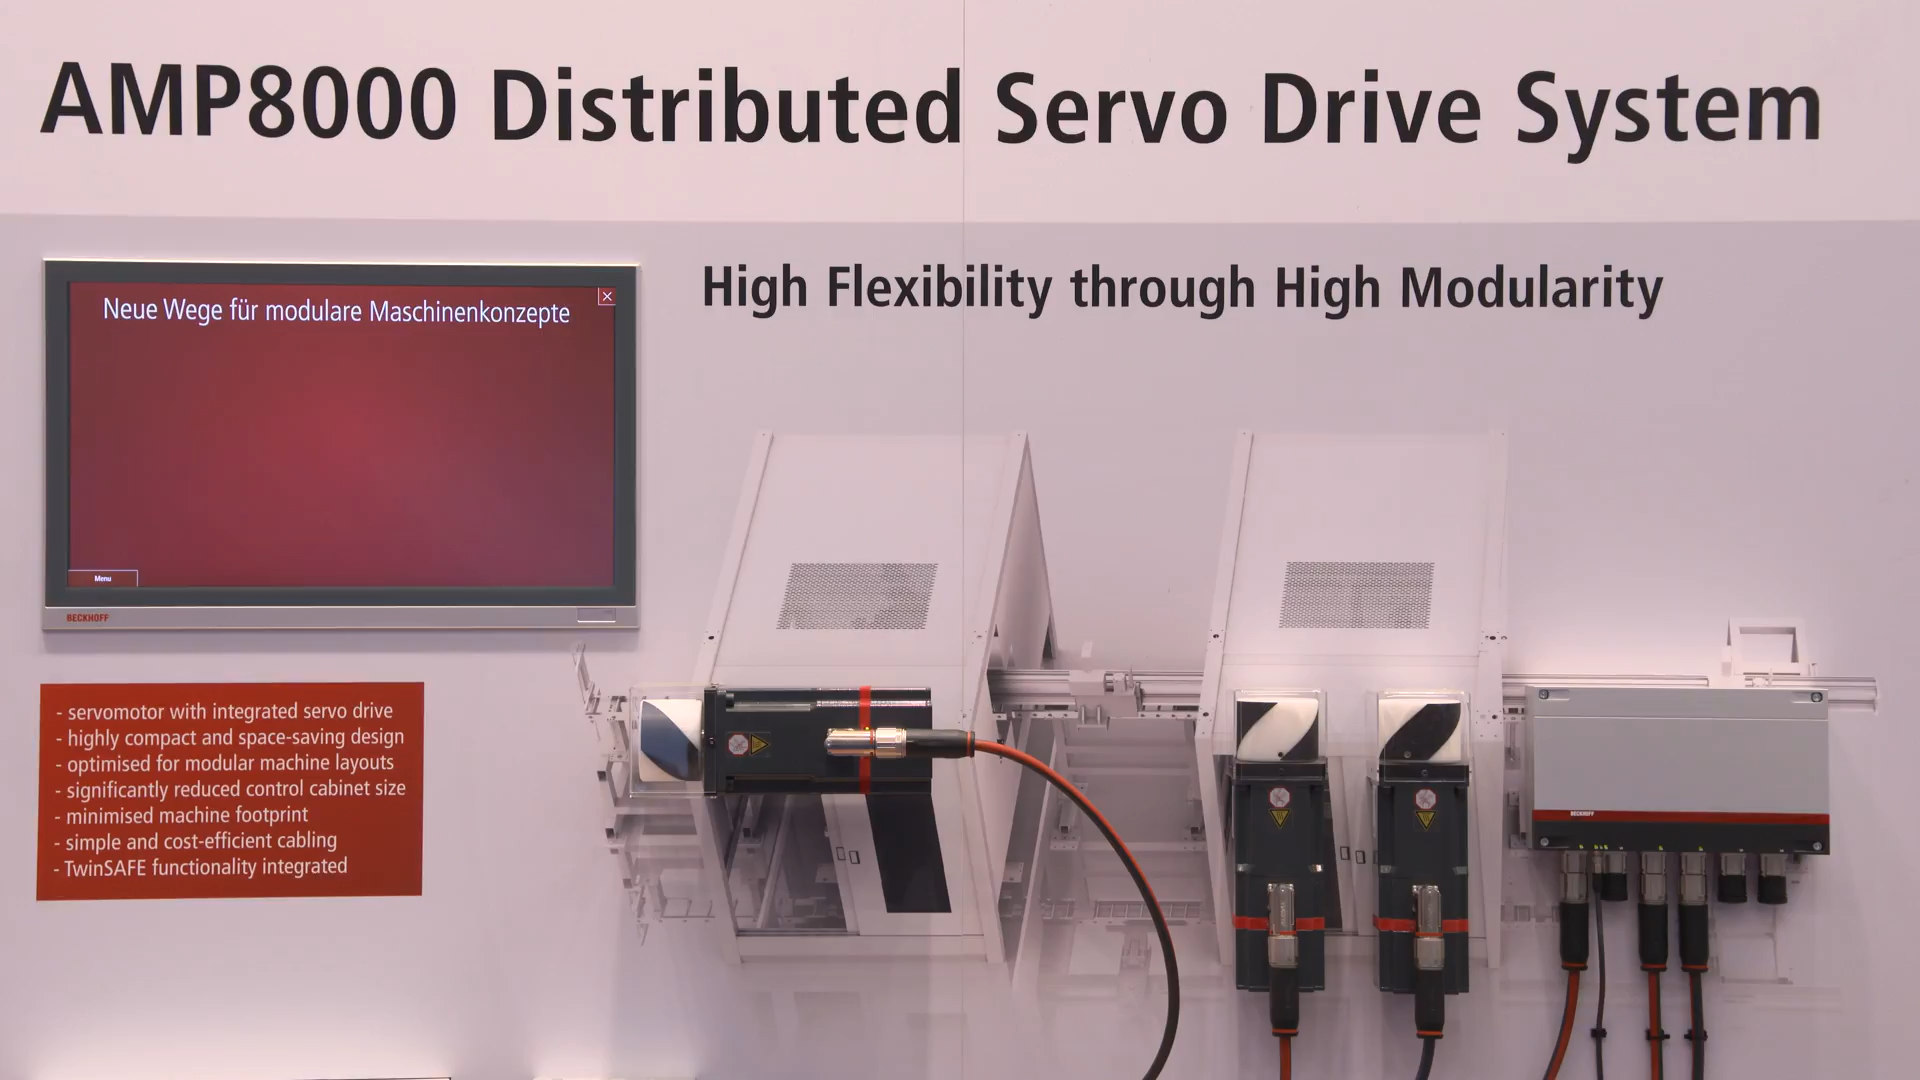 AMP8000 Distributed Servo Drive System
High Flexibility through High Modularity
Neue Wege für modulare Maschinenkonzepte
Menu
BECKHOFF
- servomotor with integrated servo drive
- highly compact and space-saving design
- optimised for modular machine layouts
- significantly reduced control cabinet size
- minimised machine footprint
- simple and cost-efficient cabling
- TwinSAFE functionality integrated
BECKHOFF